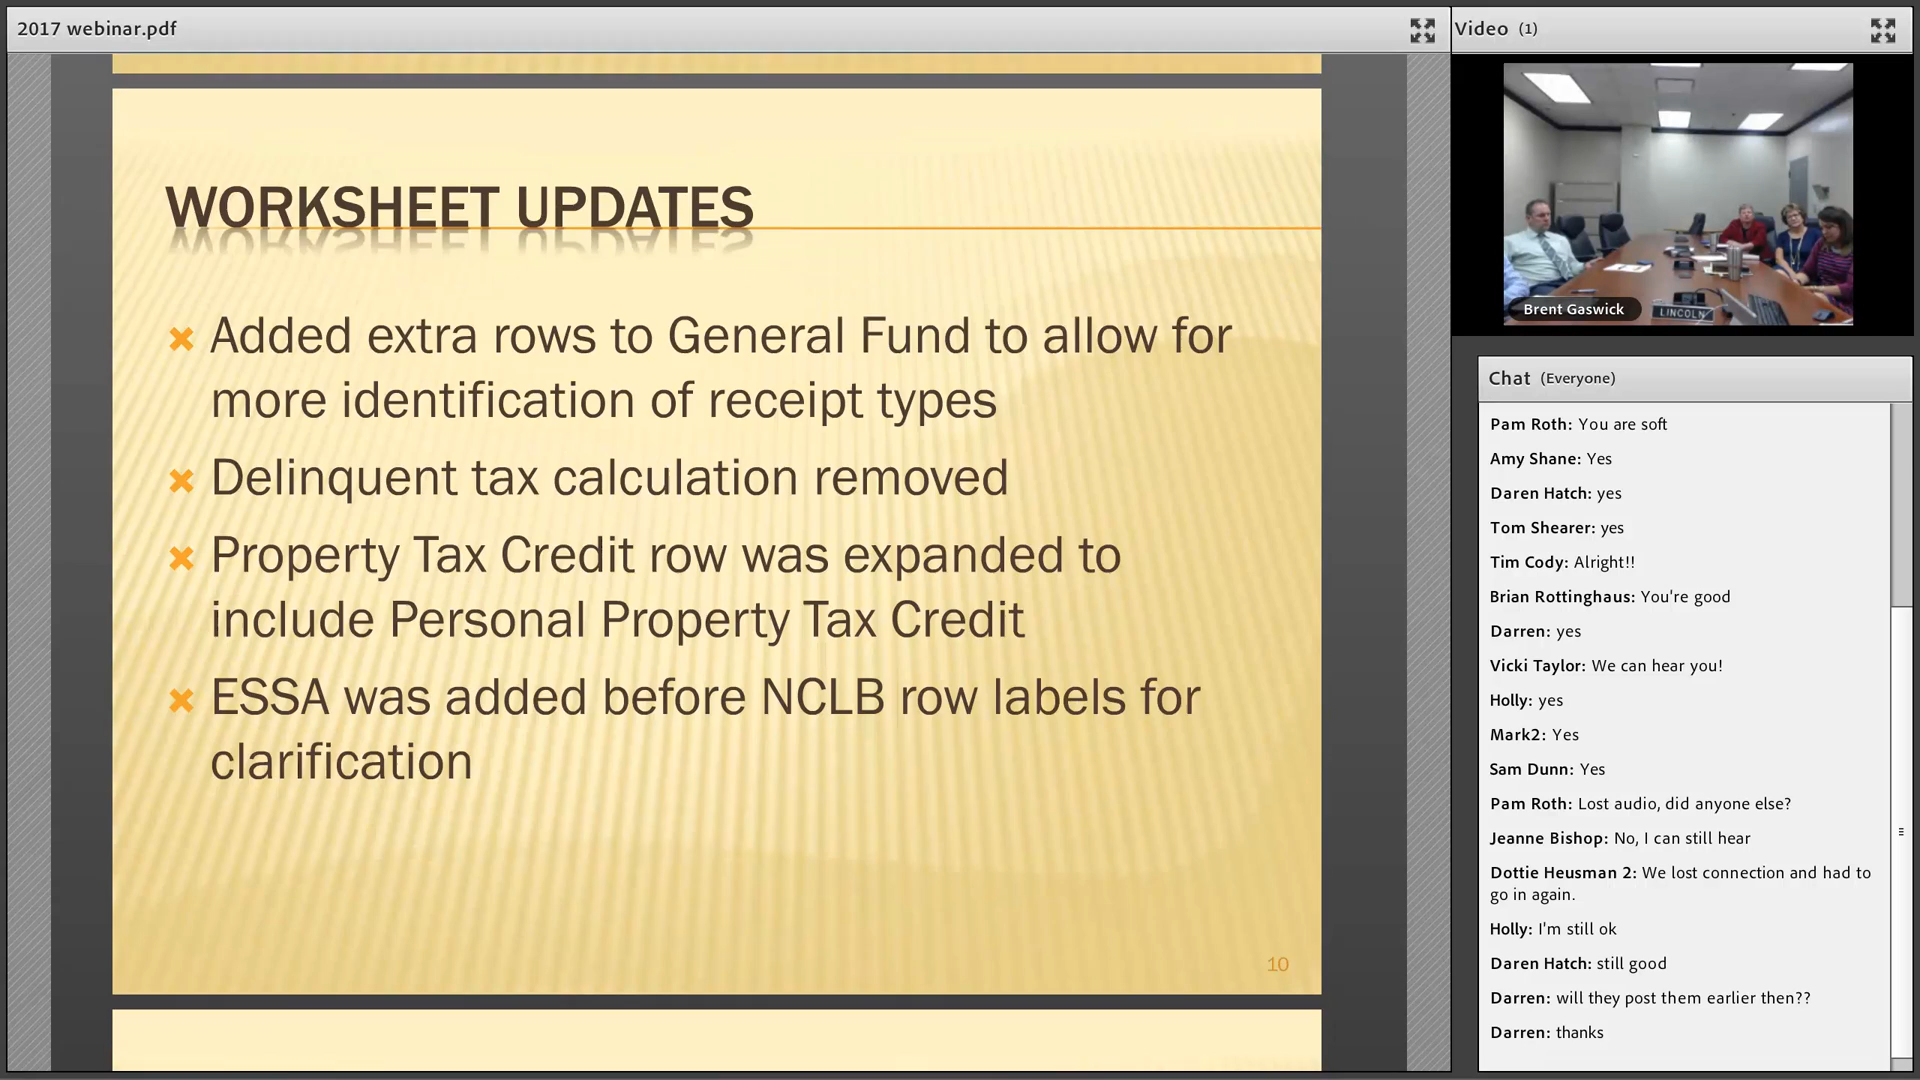 2017 webinar.pdf
WORKSHEET UPDATES
Added extra rows to General Fund to allow for
more identification of receipt types
Delinquent tax calculation removed
Property Tax Credit row was expanded to
include Personal Property Tax Credit
ESSA was added before NCLB row labels for
clarification
10
Video (1)
Brent Gaswick
LINCOLN
Chat (Everyone)
Pam Roth: You are soft
Amy Shane: Yes
Daren Hatch: yes
Tom Shearer: yes
Tim Cody: Alright!!
Brian Rottinghaus: You're good
Darren: yes
Vicki Taylor: We can hear you!
Holly: yes
Mark2: Yes
Sam Dunn: Yes
Pam Roth: Lost audio, did anyone else?
Jeanne Bishop: No, I can still hear
Dottie Heusman 2: We lost connection and had to
go in again.
Holly: I'm still ok
Daren Hatch: still good
Darren: will they post them earlier then??
Darren: thanks